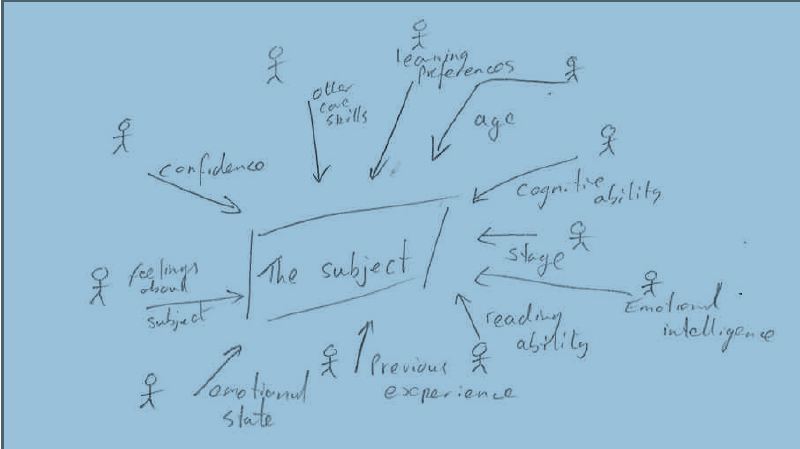 learning
preferences
other
core
skills
age
confidence
cognitive
ability
The subject
feelings
about
subject
stage
Emotional
intelligence
reading
ability
Previous
experience
emotional
state